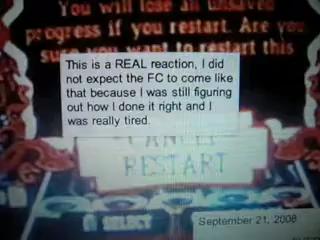 You will lose all unsaved
progress if you restart. Are you
sure you want to restart this
This is a REAL reaction, I did
not expect the FC to come like
that because I was still figuring
out how I done it right and I
was really tired.
CANCEL
RESTART
SELECT
September 21, 2008